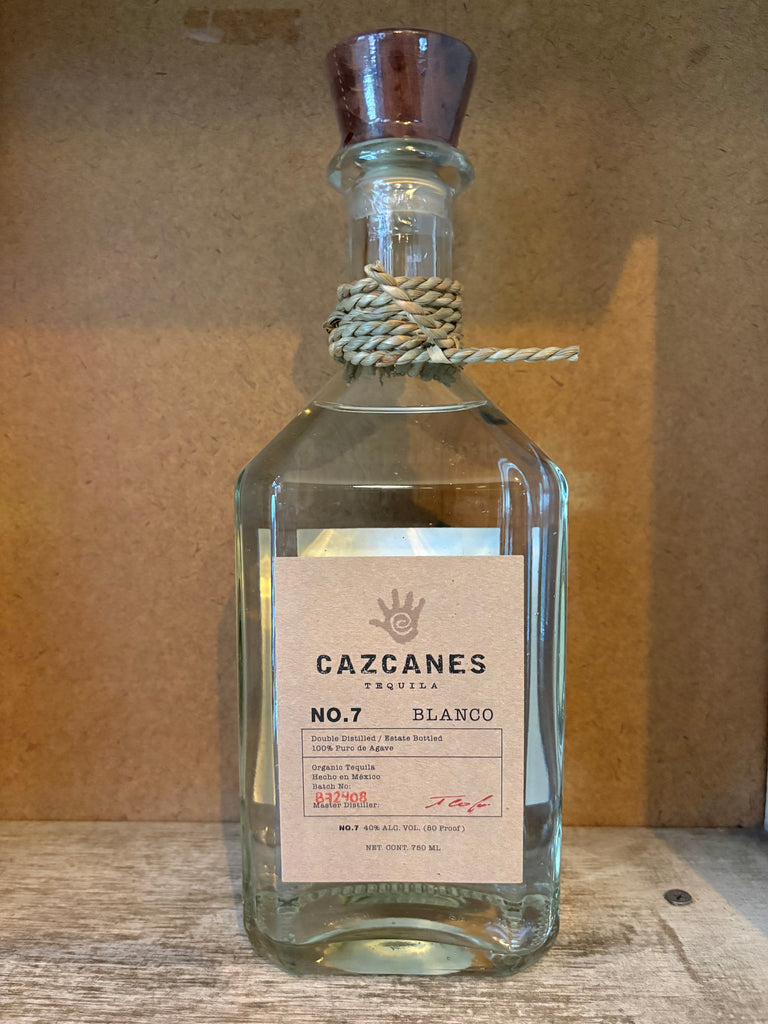 CAZCANES
TEQUILA
NO.7 BLANCO
Double Distilled / Estate Bottled
100% Puro de Agave
Organic Tequila
Hecho en México
Batch No:
B72408
Master Distiller:
NO.7 40% ALC. VOL. (80 Proof)
NET. CONT. 750 ML